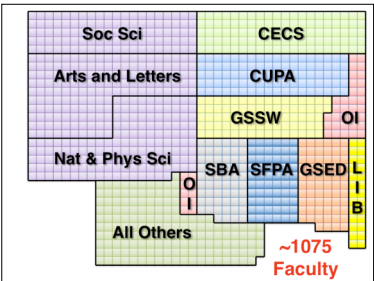 Soc Sci
CECS
Arts and Letters
CUPA
GSSW
OI
Nat & Phys Sci
SBA
SFPA
GSED
L
I
B
O
I
All Others
~1075
Faculty